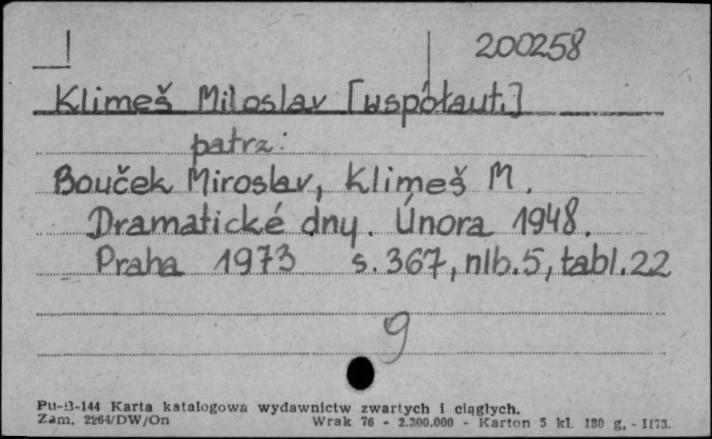 200258
Klimeš Miloslav [współaut.]
patrz:
Bouček Miroslav, Klimeš M.
Dramatické dny. Února 1948.
Praha 1973 s. 367, nlb. 5, tabl. 22
g
Pu-B-144 Karta katalogowa wydawnictw zwartych i ciągłych.
Zam. 2264/DW/On Wrak 76 - 2.300.000 - Karton 5 kl. 180 g, - II73.